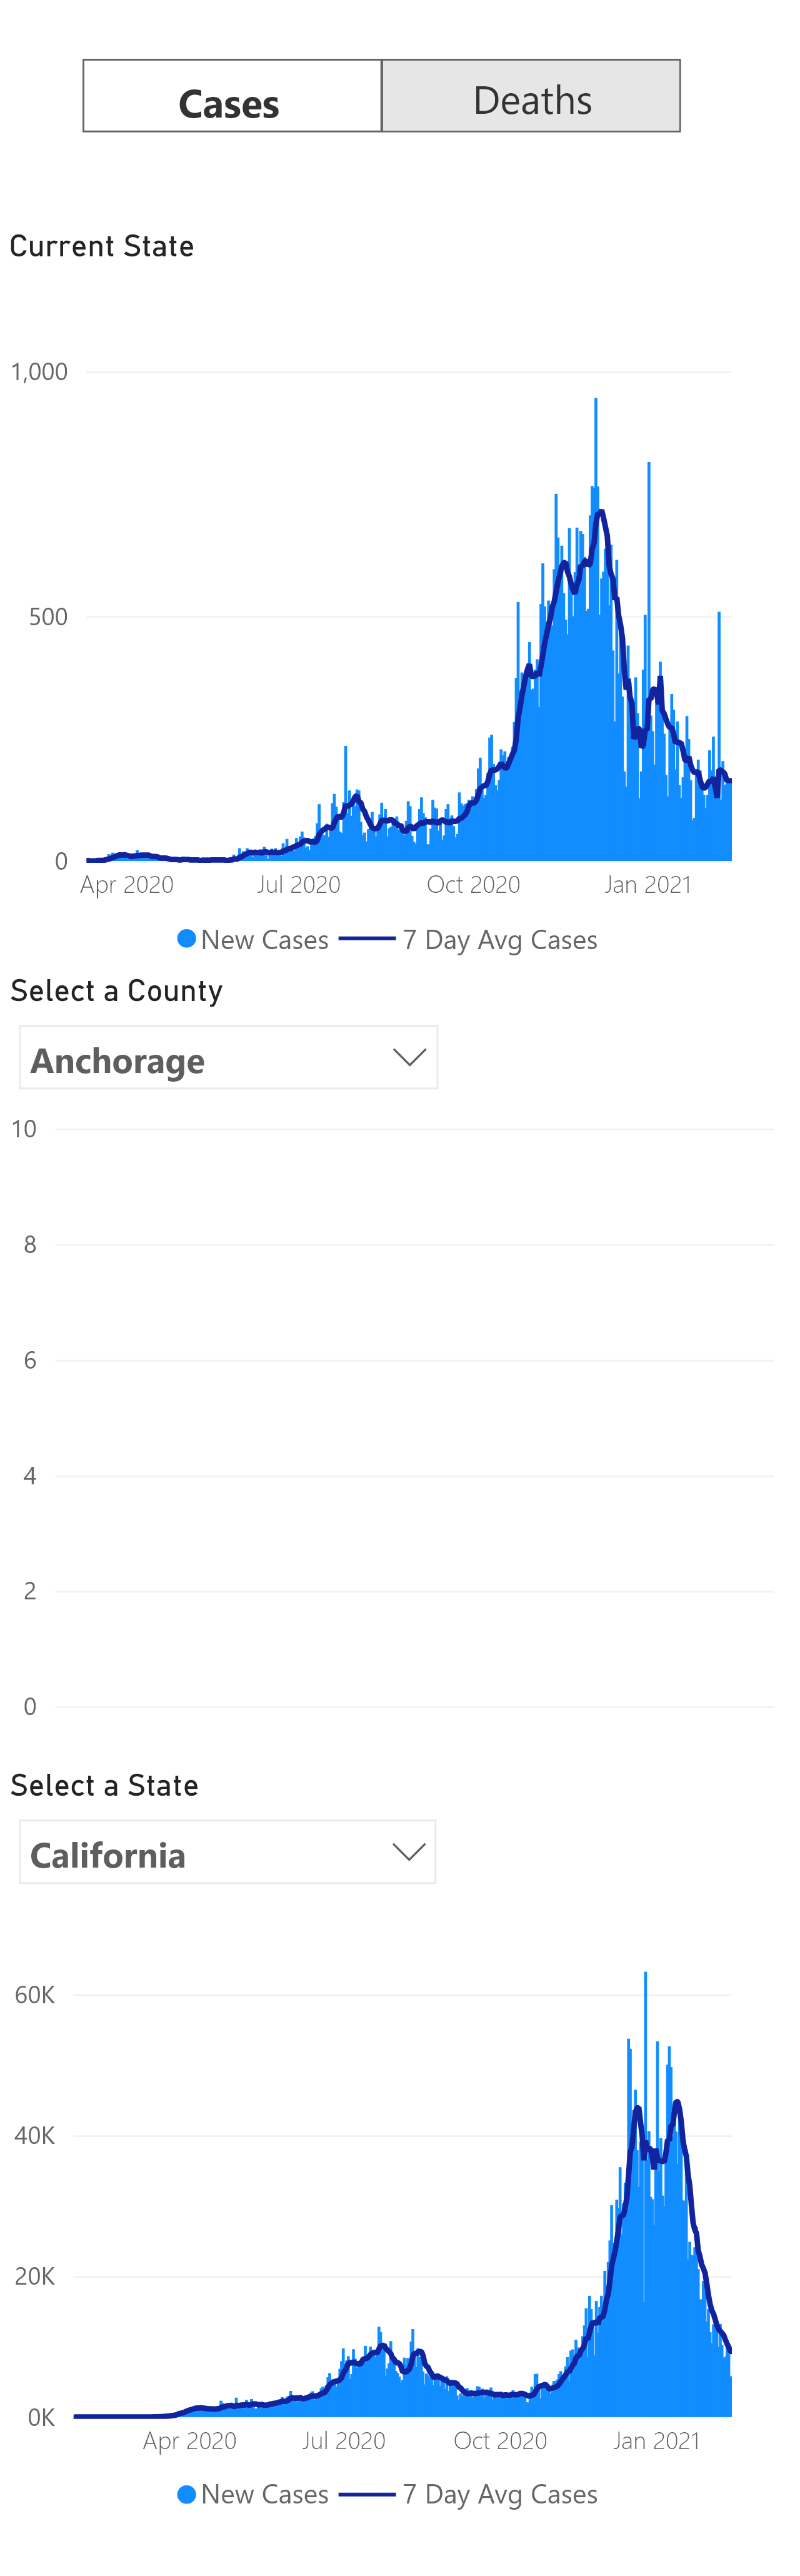 Cases Deaths
Current State
1,000
500
0
Apr 2020 Jul 2020 Oct 2020 Jan 2021
New Cases 7 Day Avg Cases
Select a County
Anchorage
10
8
6
4
2
0
Select a State
California
60K
40K
20K
0K
Apr 2020 Jul 2020 Oct 2020 Jan 2021
New Cases 7 Day Avg Cases